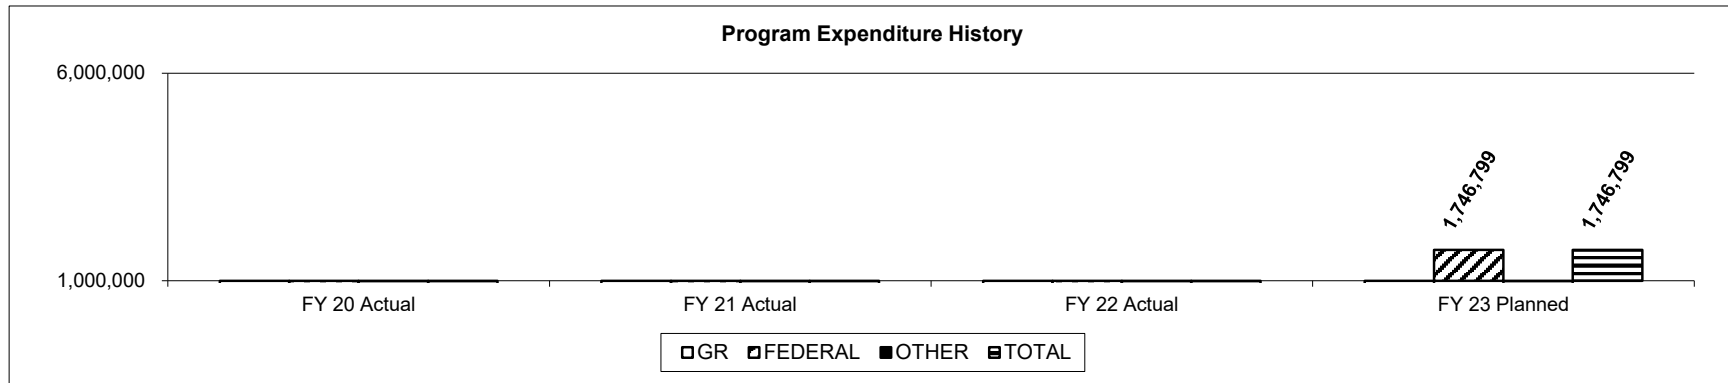 Program Expenditure History
6,000,000
1,746,799
1,746,799
1,000,000
FY 20 Actual
FY 21 Actual
FY 22 Actual
FY 23 Planned
GR FEDERAL OTHER TOTAL